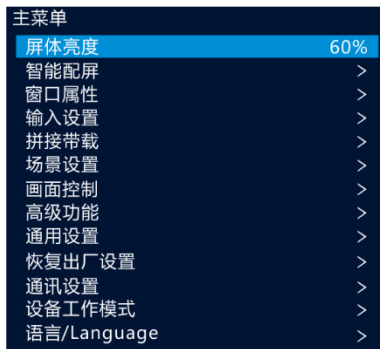 主菜单
屏体亮度 60%
智能配屏 >
窗口属性 >
输入设置 >
拼接带载 >
场景设置 >
画面控制 >
高级功能 >
通用设置 >
恢复出厂设置 >
通讯设置 >
设备工作模式 >
语言/Language >